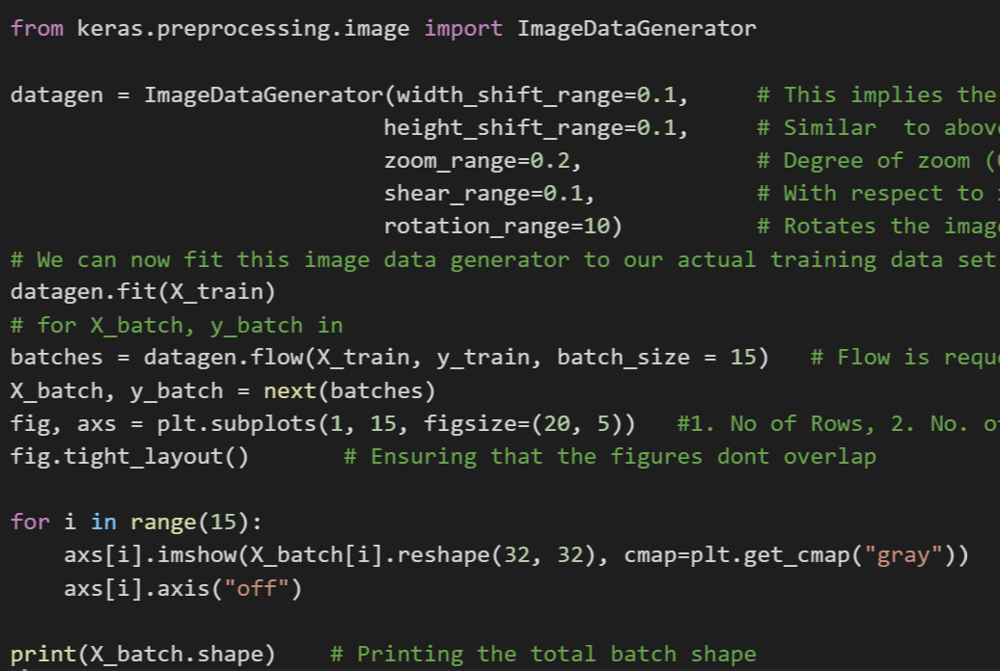 from keras.preprocessing.image import ImageDataGenerator
datagen = ImageDataGenerator(width_shift_range=0.1, # This implies the
height_shift_range=0.1, # Similar  to above
zoom_range=0.2, # Degree of zoom (
shear_range=0.1, # With respect to
rotation_range=10) # Rotates the image
# We can now fit this image data generator to our actual training data set
datagen.fit(X_train)
# for X_batch, y_batch in
batches = datagen.flow(X_train, y_train, batch_size = 15) # Flow is
X_batch, y_batch = next(batches)
fig, axs = plt.subplots(1, 15, figsize=(20, 5)) #1. No of Rows, 2. No. of
fig.tight_layout() # Ensuring that the figures dont overlap
for i in range(15):
axs[i].imshow(X_batch[i].reshape(32, 32), cmap=plt.get_cmap("gray"))
axs[i].axis("off")
print(X_batch.shape) # Printing the total batch shape